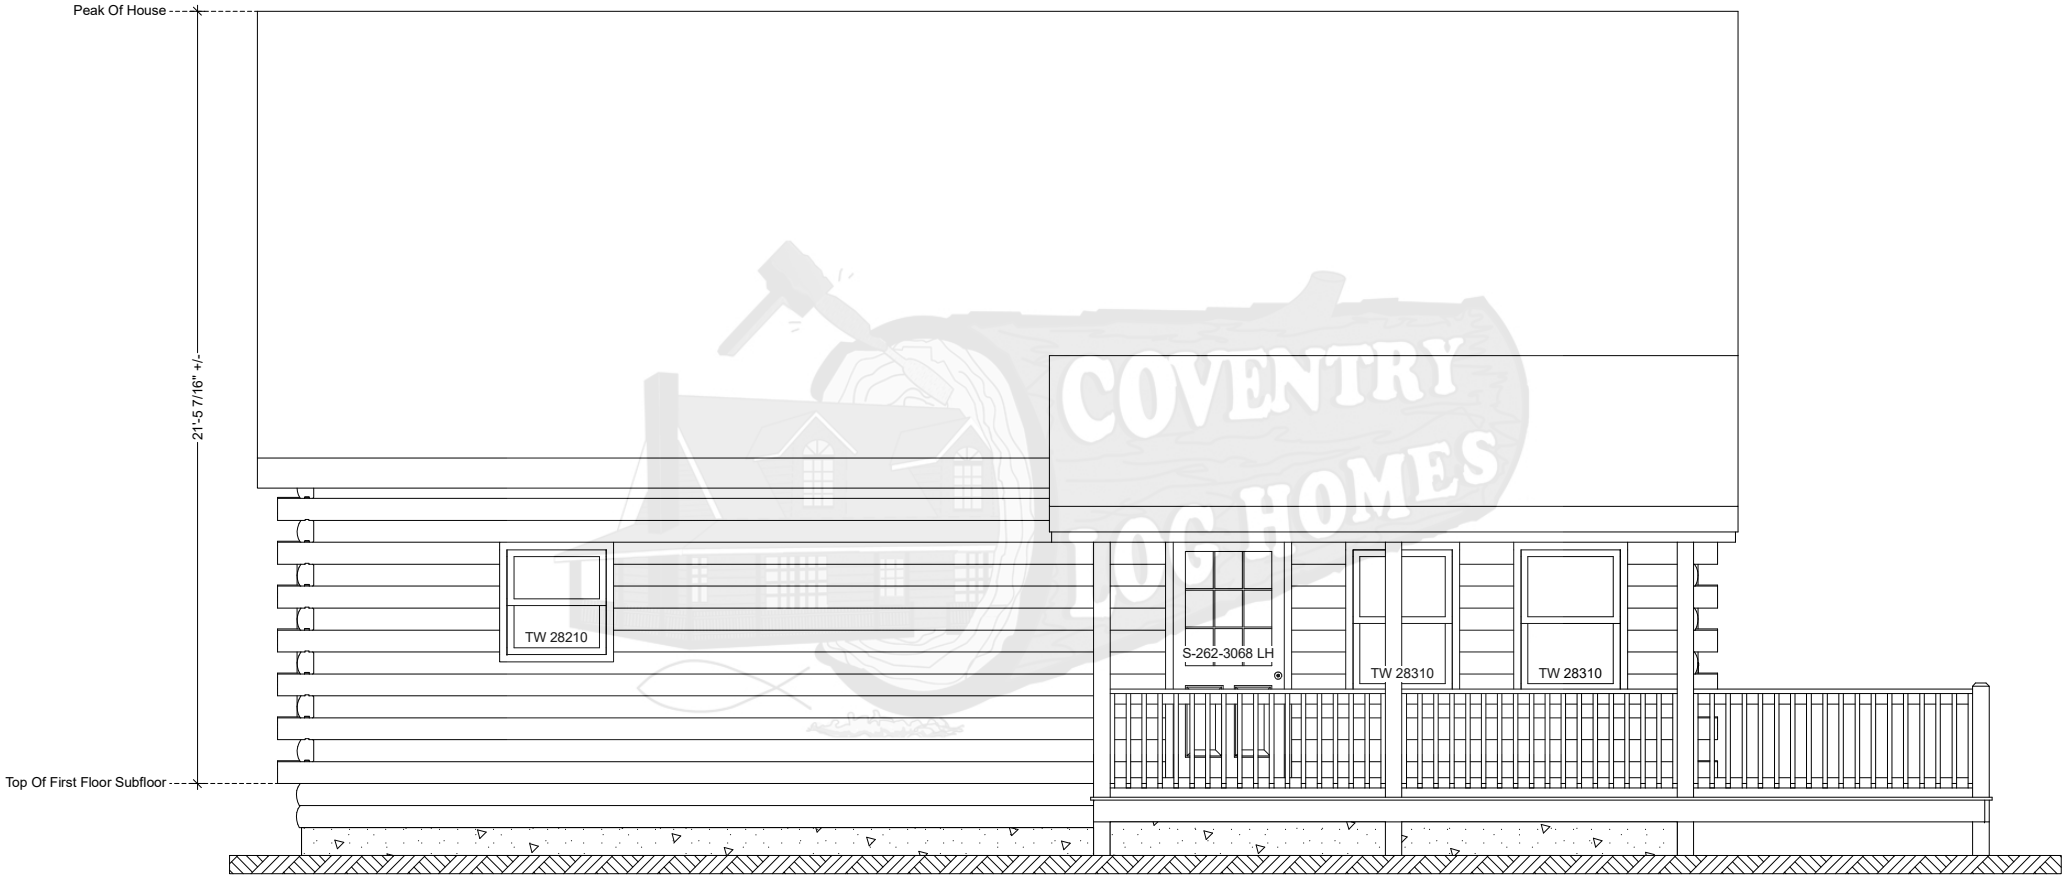 Peak Of House
21'-5 7/16" +/-
COVENTRY
LOG HOMES
TW 28210
S-262-3068 LH
TW 28310
TW 28310
Top Of First Floor Subfloor